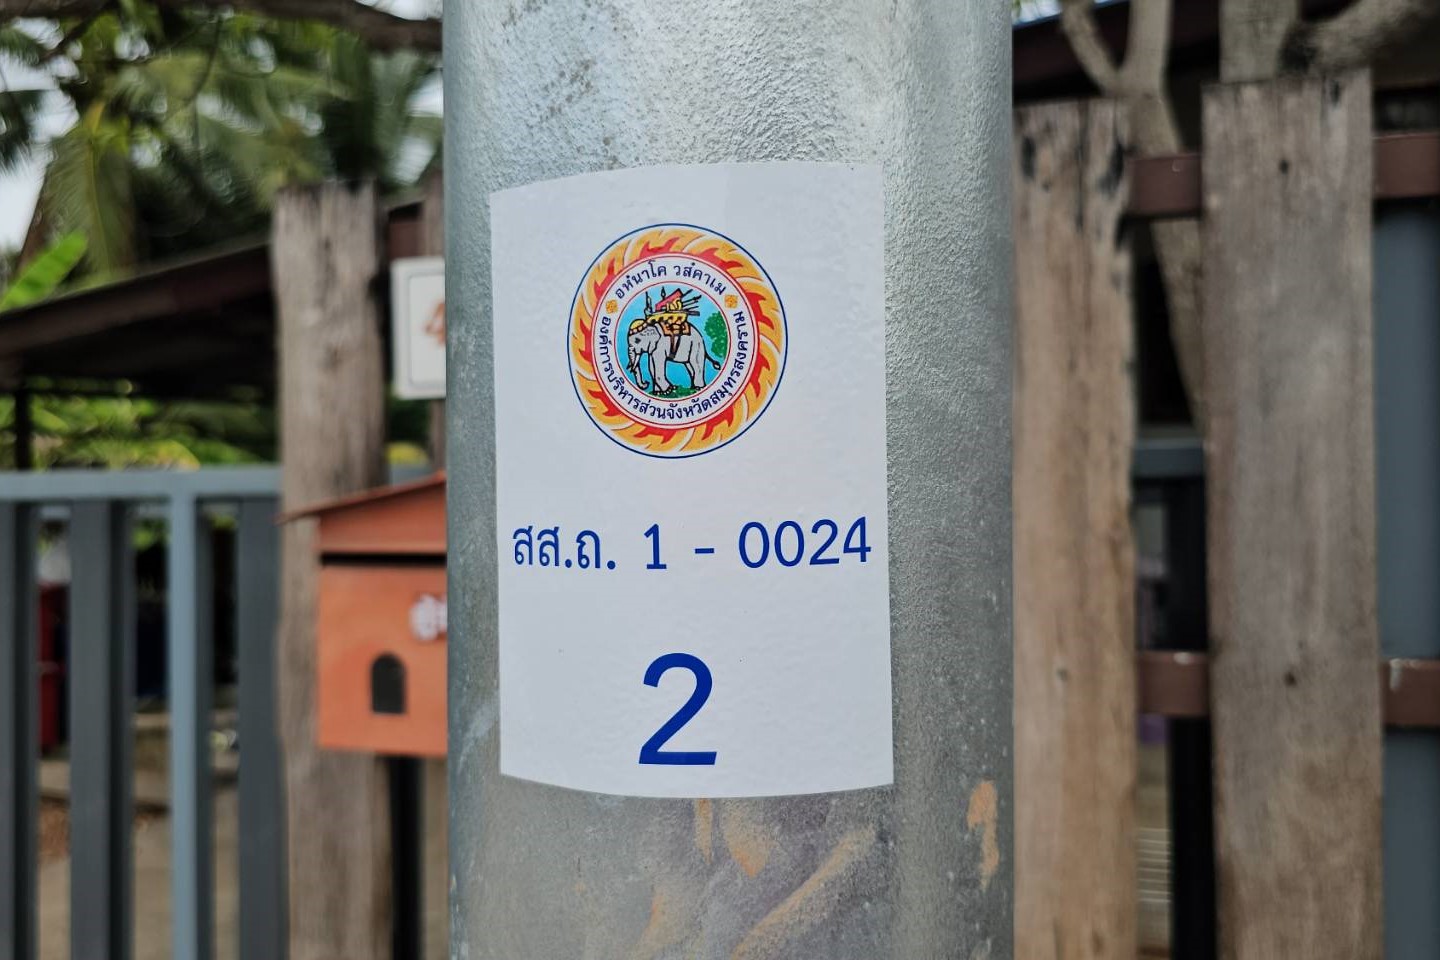 อหํนาโค วสํคาเม
องค์การบริหารส่วนจังหวัดสมุทรสงคราม
สส.ถ. 1 - 0024
2